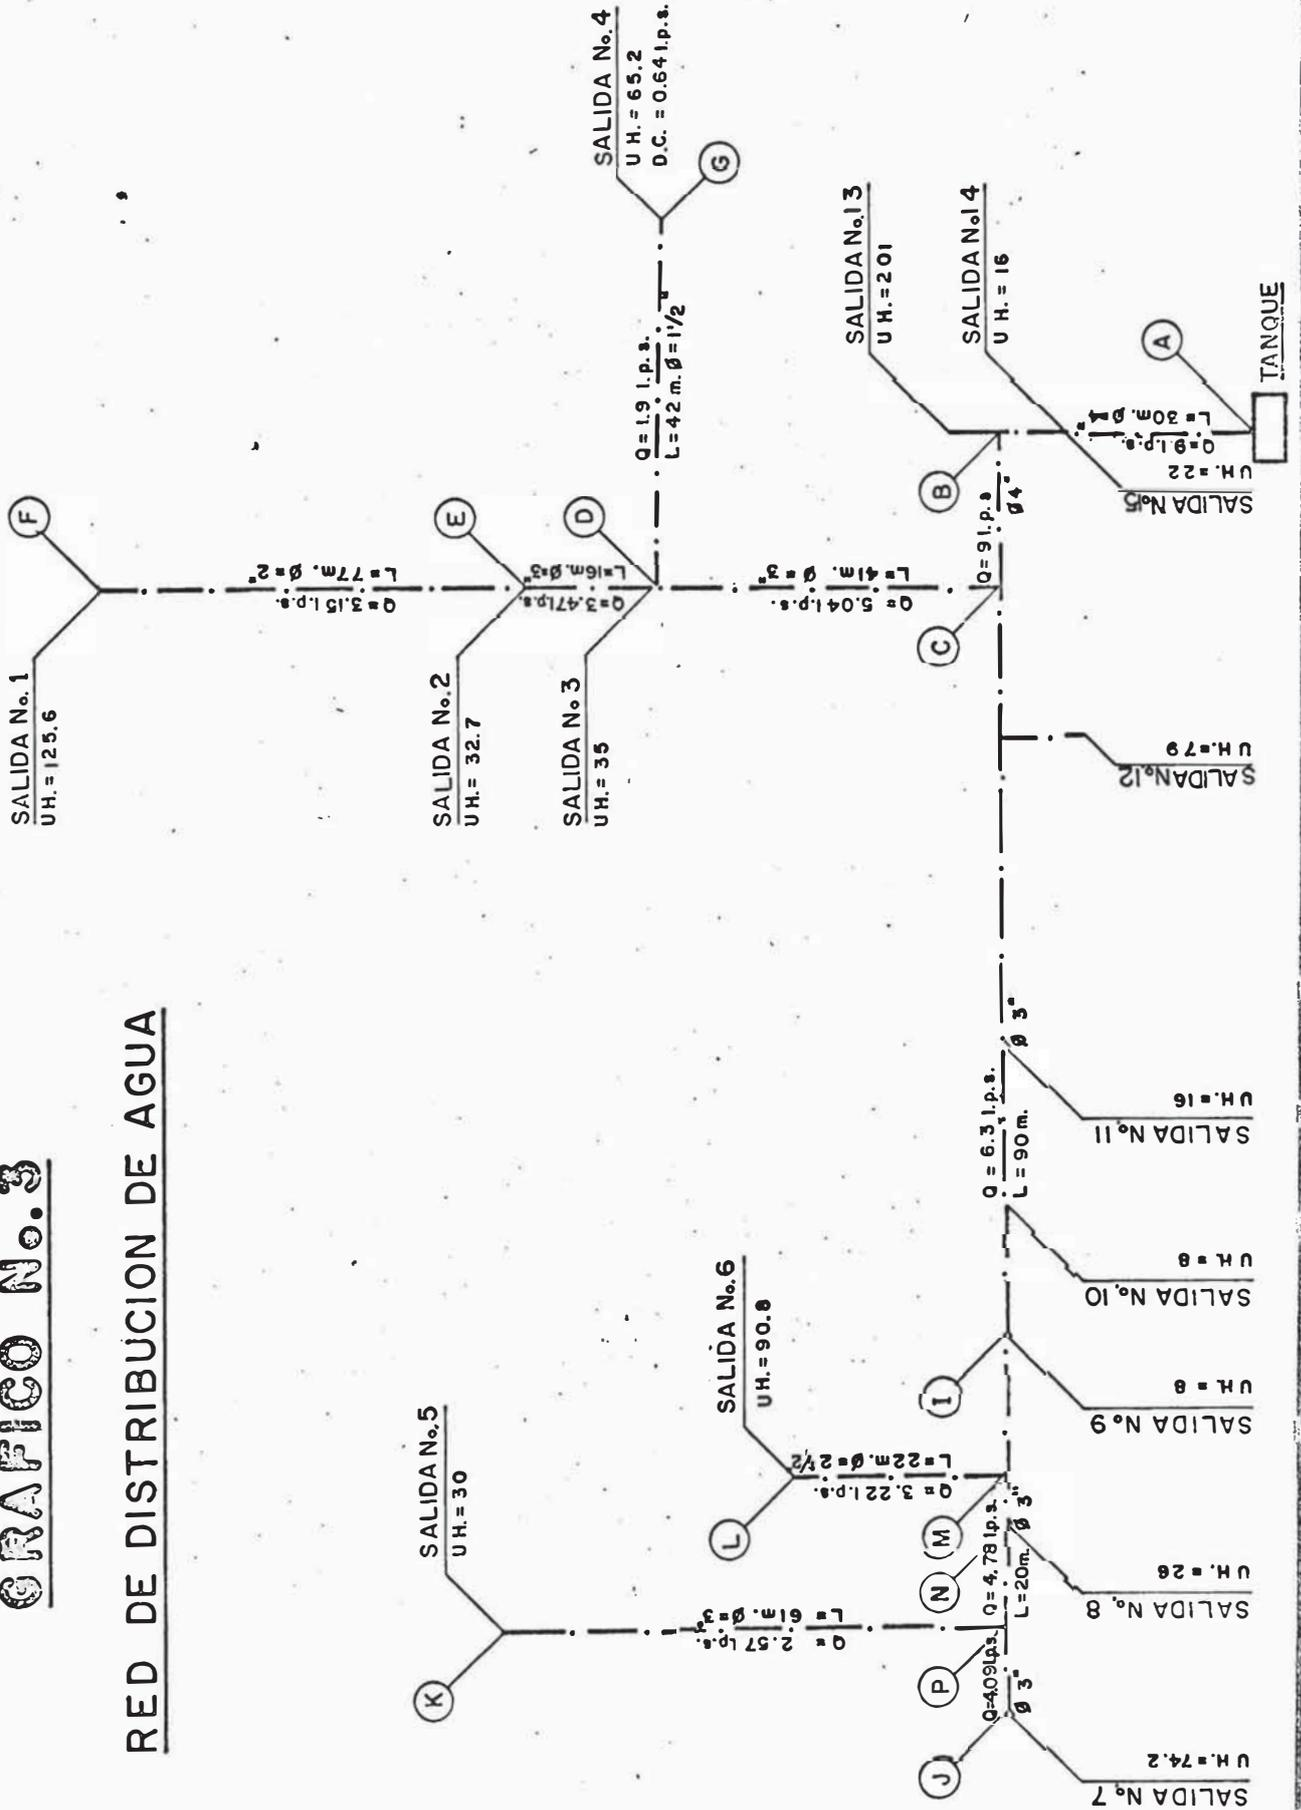 GRAFICO No. 3
RED DE DISTRIBUCION DE AGUA
SALIDA No. 1
U H. = 125.6
F
Q = 3.15 l.p.s.
L = 77m. Ø = 2"
SALIDA No. 2
U H. = 32.7
E
Q = 3.47 l.p.s.
L = 16m. Ø = 3"
SALIDA No 3
U H. = 35
D
Q = 1.9 l.p.s.
L = 42 m. Ø = 1 1/2"
SALIDA No. 4
U H. = 65.2
D.C. = 0.64 l.p.s.
G
Q = 5.04 l.p.s.
L = 41m. Ø = 3"
C
Q = 9 l.p.s
Ø 4"
B
SALIDA No. 13
U H. = 201
SALIDA No. 14
U H. = 16
SALIDA No. 15
U H. = 22
Q = 9 l.p.s
L = 30m. Ø = 4"
A
TANQUE
SALIDA No. 12
U H. = 79
Q = 6.3 l.p.s.
L = 90 m.
Ø 3"
SALIDA No. 11
U H. = 16
SALIDA No. 10
U H. = 8
I
SALIDA No 9
U H. = 8
SALIDA No. 6
U H. = 90.8
L
Q = 3.22 l.p.s.
L = 22m. Ø = 2 1/2
M
N
Q = 4.78 l.p.s.
L = 20m. Ø 3"
SALIDA No. 8
U H. = 26
SALIDA No. 5
U H. = 30
K
Q = 2.57 l.p.s.
L = 61m. Ø = 3"
P
Q = 4.09 l.p.s.
Ø 3"
J
SALIDA No. 7
U H. = 74.2